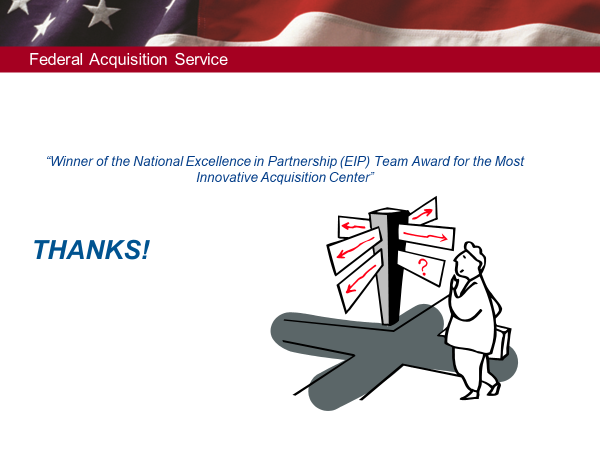 Federal Acquisition Service
“Winner of the National Excellence in Partnership (EIP) Team Award for the Most
Innovative Acquisition Center”
THANKS!
?